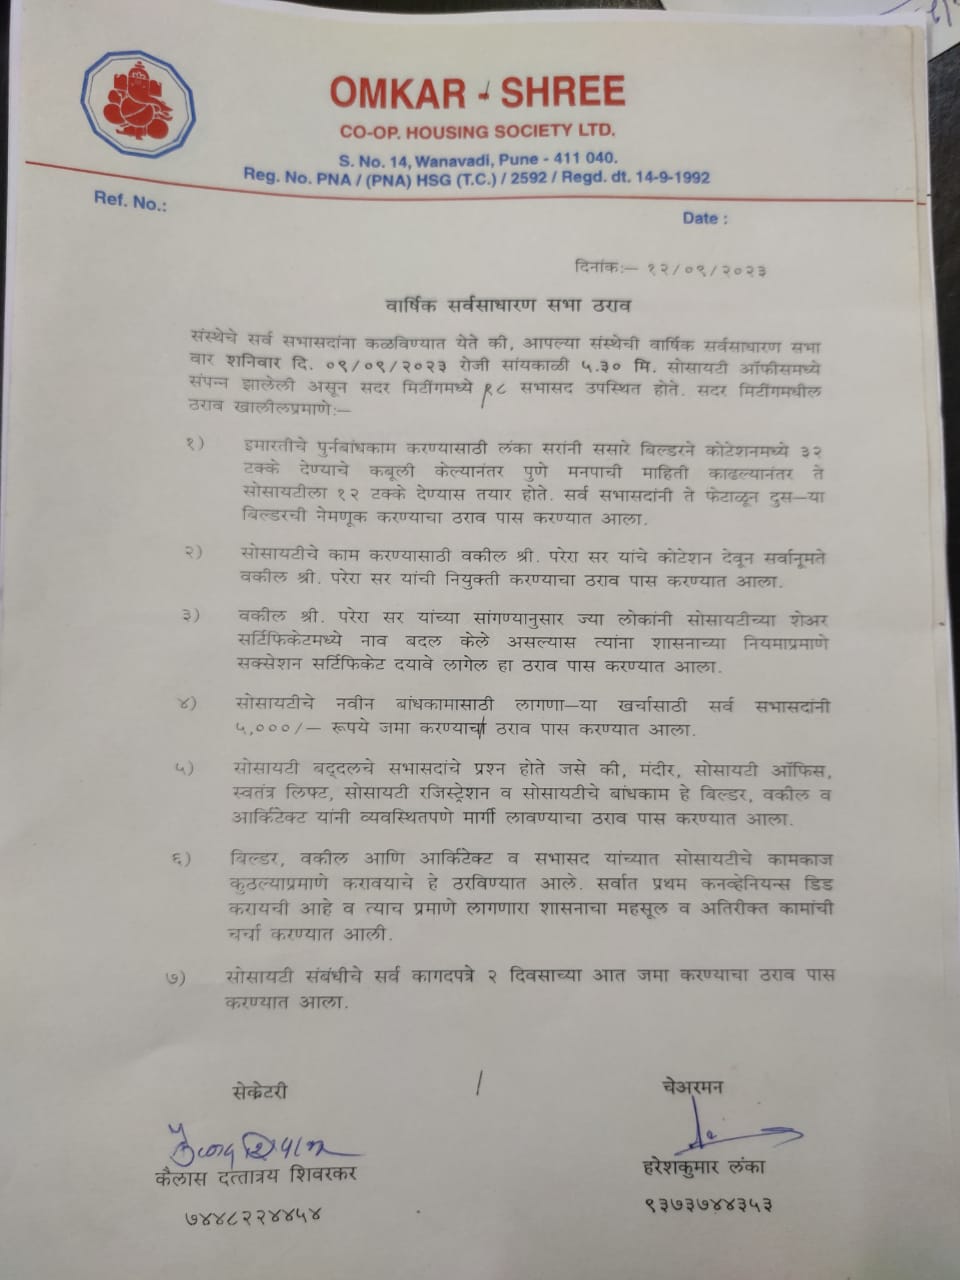 OMKAR - SHREE
CO-OP. HOUSING SOCIETY LTD.
S. No. 14, Wanavadi, Pune - 411 040.
Reg. No. PNA / (PNA) HSG (T.C.) / 2592 / Regd. dt. 14-9-1992
Ref. No.:
Date :
दिनांक:— १२/०९/२०२३
वार्षिक सर्वसाधारण सभा ठराव
संस्थेचे सर्व सभासदांना कळविण्यात येते की, आपल्या संस्थेची वार्षिक सर्वसाधारण सभा
वार शनिवार दि. ०९/०९/२०२३ रोजी सांयकाळी ५.३० मि. सोसायटी ऑफीसमध्ये
संपन्न झालेली असून सदर मिटींगमध्ये १८ सभासद उपस्थित होते. सदर मिटींगमधील
ठराव खालीलप्रमाणे:—
१) इमारतीचे पुर्नबांधकाम करण्यासाठी लंका सरांनी ससारे बिल्डरने कोटेशनमध्ये ३२
टक्के देण्याचे कबूली केल्यानंतर पुणे मनपाची माहिती काढल्यानंतर ते
सोसायटीला १२ टक्के देण्यास तयार होते. सर्व सभासदांनी ते फेटाळून दुस—या
बिल्डरची नेमणूक करण्याचा ठराव पास करण्यात आला.
२) सोसायटीचे काम करण्यासाठी वकील श्री. परेरा सर यांचे कोटेशन देवून सर्वानूमते
वकील श्री. परेरा सर यांची नियुक्ती करण्याचा ठराव पास करण्यात आला.
३) वकील श्री. परेरा सर यांच्या सांगण्यानुसार ज्या लोकांनी सोसायटीच्या शेअर
सर्टिफिकेटमध्ये नाव बदल केले असल्यास त्यांना शासनाच्या नियमाप्रमाणे
सक्सेशन सर्टिफिकेट दयावे लागेल हा ठराव पास करण्यात आला.
४) सोसायटीचे नवीन बांधकामासाठी लागणा—या खर्चासाठी सर्व सभासदांनी
५,०००/— रूपये जमा करण्याचा ठराव पास करण्यात आला.
५) सोसायटी बद्दलचे सभासदांचे प्रश्न होते जसे की, मंदीर, सोसायटी ऑफिस,
स्वतंत्र लिफ्ट, सोसायटी रजिस्ट्रेशन व सोसायटीचे बांधकाम हे बिल्डर, वकील व
आर्किटेक्ट यांनी व्यवस्थितपणे मार्गी लावण्याचा ठराव पास करण्यात आला.
६) बिल्डर, वकील आणि आर्किटेक्ट व सभासद यांच्यात सोसायटीचे कामकाज
कुठल्याप्रमाणे करावयाचे हे ठरविण्यात आले. सर्वात प्रथम कनव्हेनियन्स डिड
करायची आहे व त्याच प्रमाणे लागणारा शासनाचा महसूल व अतिरीक्त कामांची
चर्चा करण्यात आली.
७) सोसायटी संबंधीचे सर्व कागदपत्रे २ दिवसाच्या आत जमा करण्याचा ठराव पास
करण्यात आला.
सेक्रेटरी
चेअरमन
कैलास दत्तात्रय शिवरकर
हरेशकुमार लंका
७४४८२२४४५४
९३७३७४४३५३